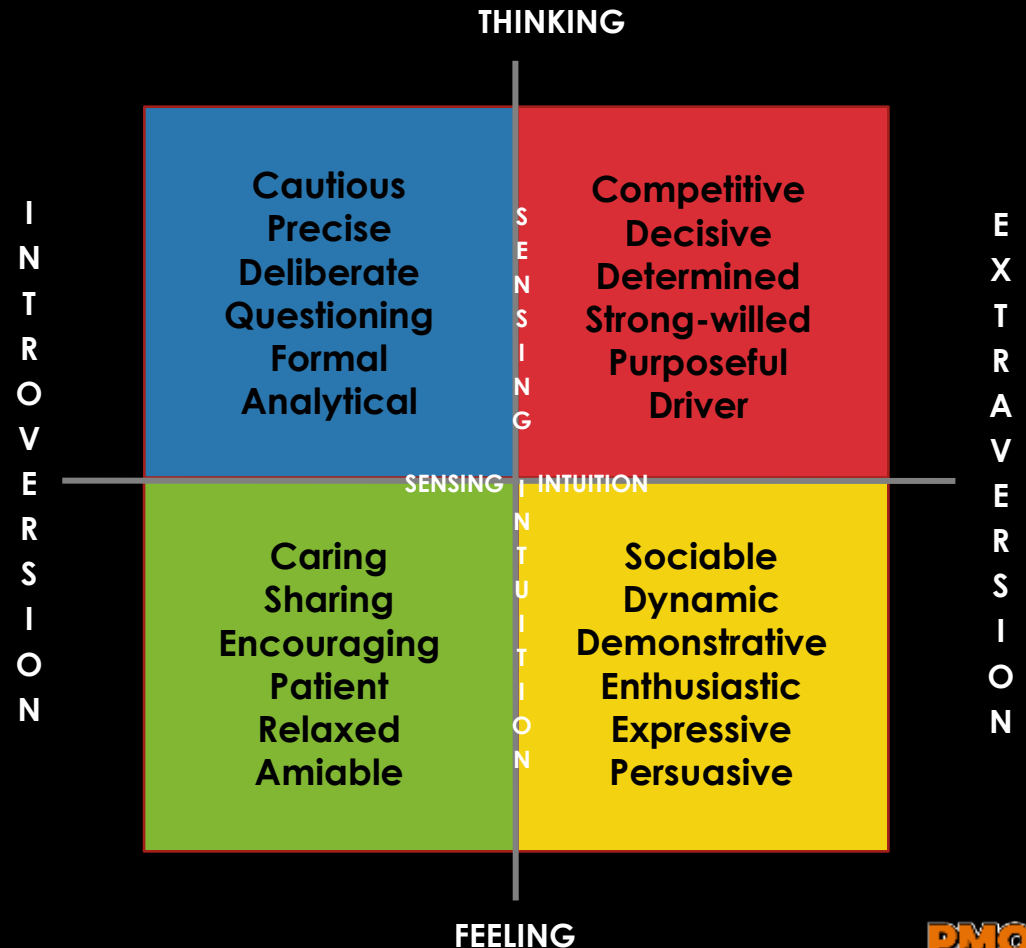 THINKING
INTROVERSION
Cautious
Precise
Deliberate
Questioning
Formal
Analytical
SENSING
Competitive
Decisive
Determined
Strong-willed
Purposeful
Driver
EXTRAVERSION
SENSING
INTUITION
Caring
Sharing
Encouraging
Patient
Relaxed
Amiable
INTUITION
Sociable
Dynamic
Demonstrative
Enthusiastic
Expressive
Persuasive
FEELING